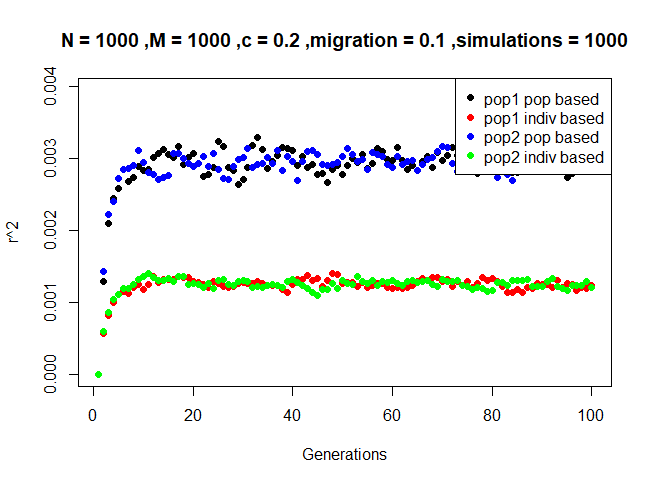 N = 1000 ,M = 1000 ,c = 0.2 ,migration = 0.1 ,simulations = 1000
0.004
0.003
0.002
0.001
0.000
r^2
pop1 pop based
pop1 indiv based
pop2 pop based
pop2 indiv based
0 20 40 60 80 100
Generations